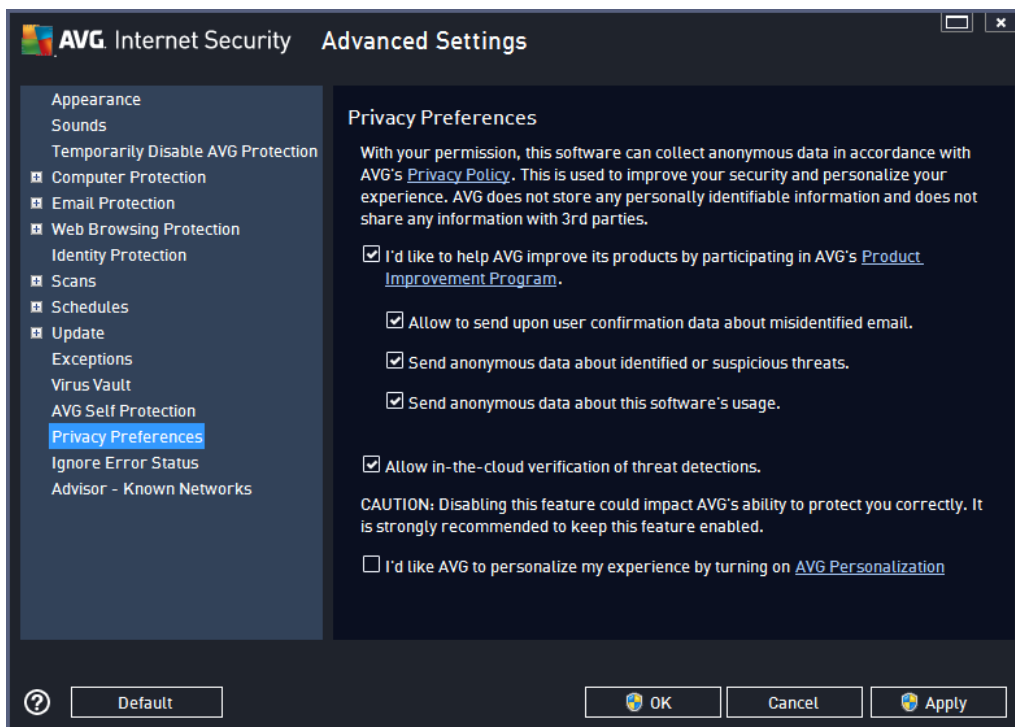 AVG. Internet Security Advanced Settings
Appearance
Sounds
Temporarily Disable AVG Protection
Computer Protection
Email Protection
Web Browsing Protection
Identity Protection
Scans
Schedules
Update
Exceptions
Virus Vault
AVG Self Protection
Privacy Preferences
Ignore Error Status
Advisor - Known Networks
Privacy Preferences
With your permission, this software can collect anonymous data in accordance with
AVG's Privacy Policy. This is used to improve your security and personalize your
experience. AVG does not store any personally identifiable information and does not
share any information with 3rd parties.
I'd like to help AVG improve its products by participating in AVG's Product
Improvement Program.
Allow to send upon user confirmation data about misidentified email.
Send anonymous data about identified or suspicious threats.
Send anonymous data about this software's usage.
Allow in-the-cloud verification of threat detections.
CAUTION: Disabling this feature could impact AVG's ability to protect you correctly. It
is strongly recommended to keep this feature enabled.
I'd like AVG to personalize my experience by turning on AVG Personalization
? Default OK Cancel Apply